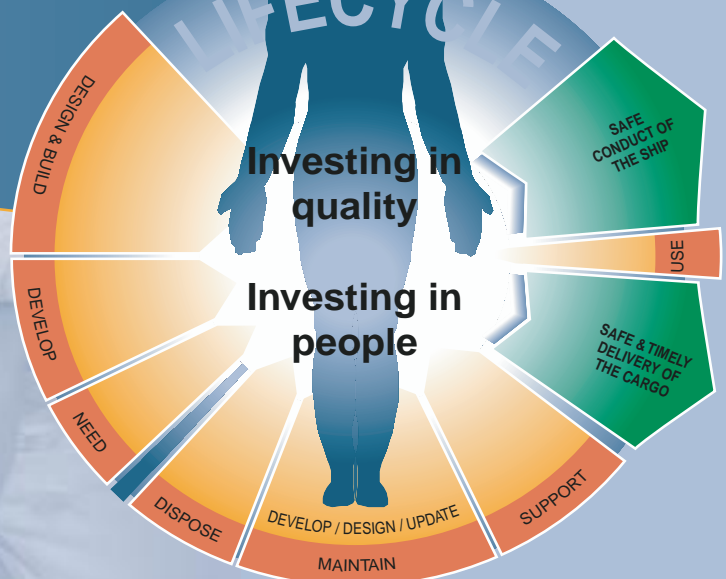 LIFECYCLE
DESIGN & BUILD
Investing in
quality
Investing in
people
SAFE
CONDUCT OF
THE SHIP
USE
SAFE & TIMELY
DELIVERY OF
THE CARGO
DEVELOP
NEED
DISPOSE
DEVELOP / DESIGN / UPDATE
MAINTAIN
SUPPORT